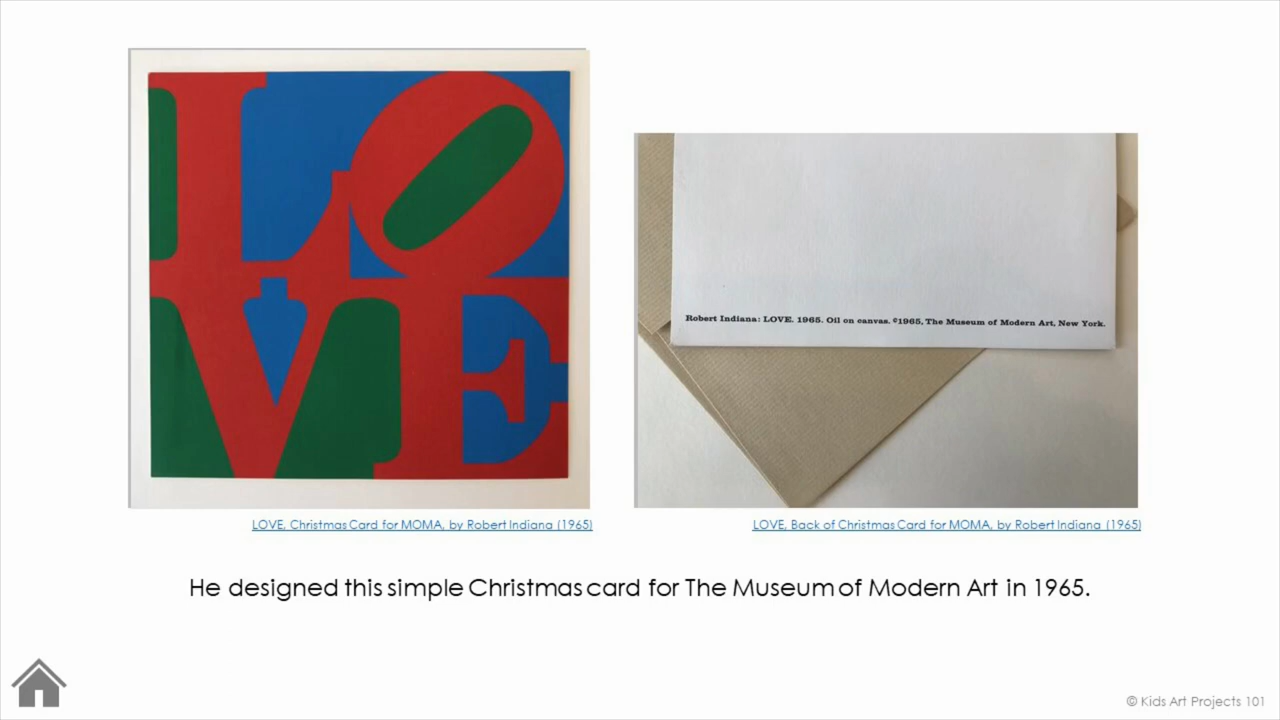 LOVE
Robert Indiana: LOVE. 1965. Oil on canvas. ©1965, The Museum of Modern Art, New York.
LOVE, Christmas Card for MOMA, by Robert Indiana (1965)
LOVE, Back of Christmas Card for MOMA, by Robert Indiana (1965)
He designed this simple Christmas card for The Museum of Modern Art in 1965.
© Kids Art Projects 101